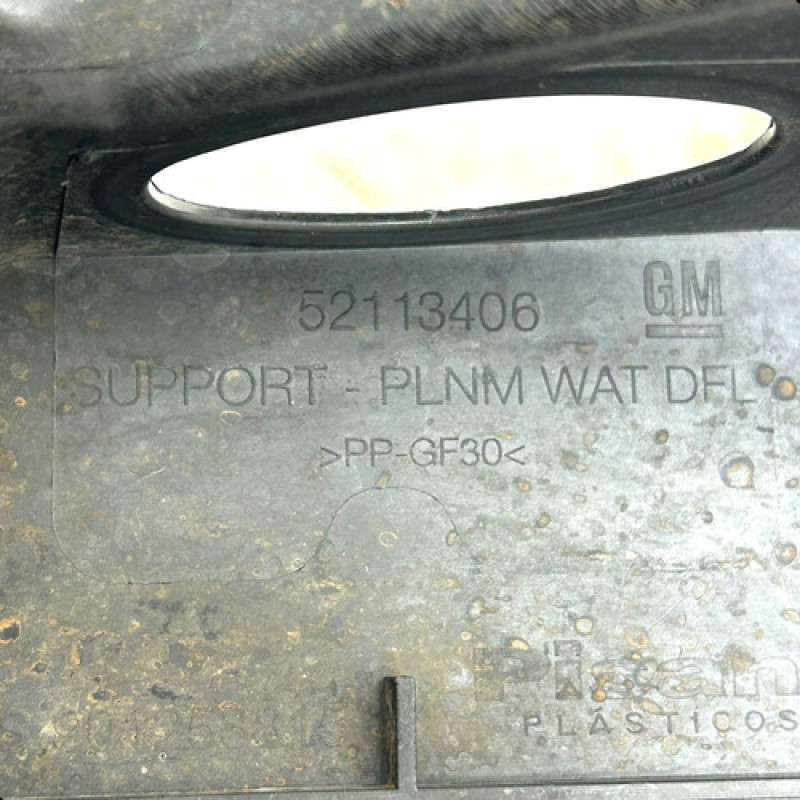 52113406
GM
SUPPORT - PLNM WAT DFL
>PP-GF30<
PLÁSTICOS